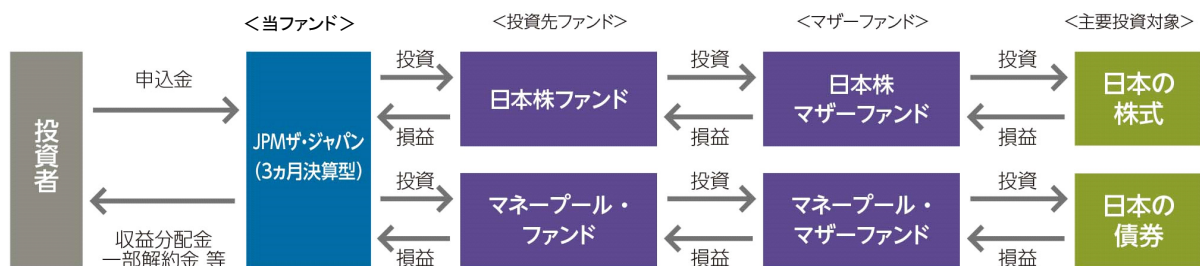 <当ファンド>
<投資先ファンド>
<マザーファンド>
<主要投資対象>
投資者
申込金
収益分配金
一部解約金 等
JPMザ・ジャパン
(3ヵ月決算型)
投資
損益
日本株ファンド
投資
損益
日本株
マザーファンド
投資
損益
日本の
株式
投資
損益
マネープール・
ファンド
投資
損益
マネープール・
マザーファンド
投資
損益
日本の
債券